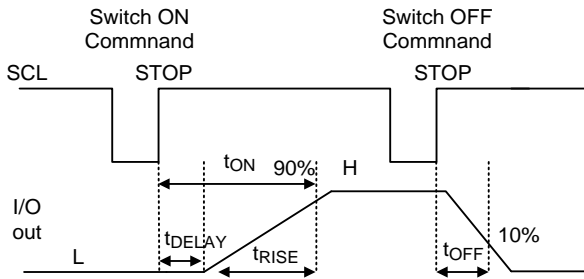 Switch ON
Commnand
Switch OFF
Commnand
SCL
STOP
STOP
tON
90%
H
I/O
out
L
tDELAY
tRISE
tOFF
10%